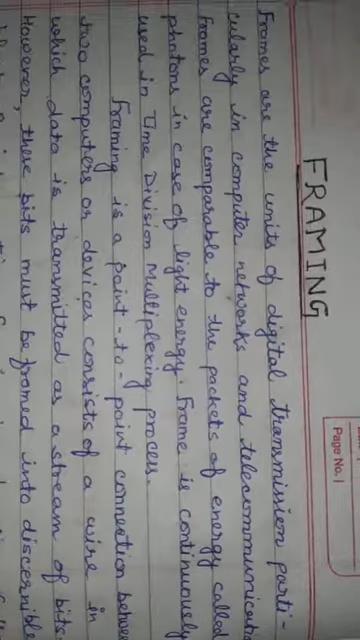 Page No.
FRAMING
Frames are the units of digital transmission parti-
cularly in computer networks and telecommunicatio
Frames are comparable to the packets of energy called
photons in case of light energy. Frame is continuously
used in Time Division Multiplexing process.
Framing is a point-to-point connection betwee
two computers or devices consists of a wire in
which data is transmitted as a stream of bits.
However, these bits must be framed into discernible